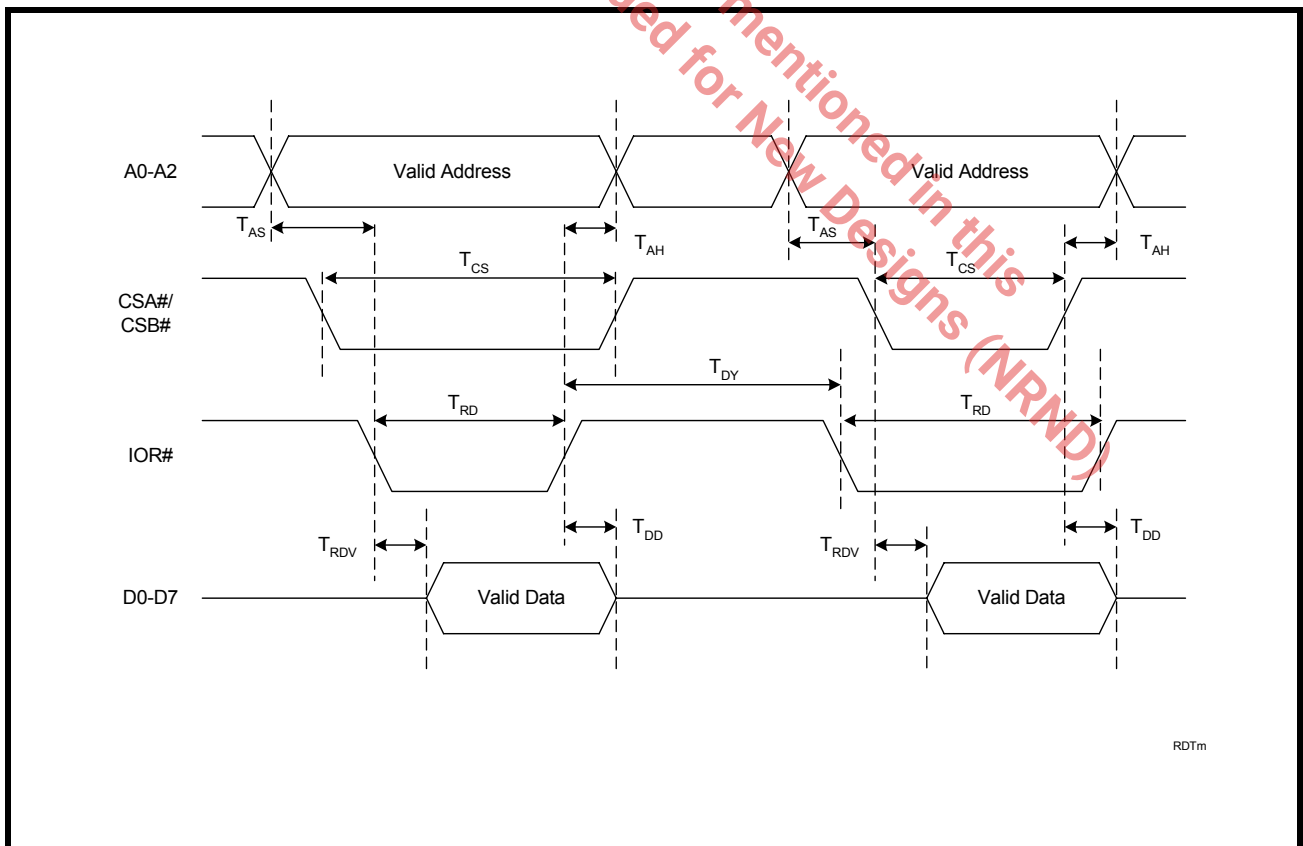 mentioned in this
ded for New Designs (NRND)
A0-A2
Valid Address
Valid Address
TAS
TAH
TAS
TAH
CSA#/
CSB#
TCS
TCS
TDY
IOR#
TRD
TRD
TRDV
TDD
TRDV
TDD
D0-D7
Valid Data
Valid Data
RDTm